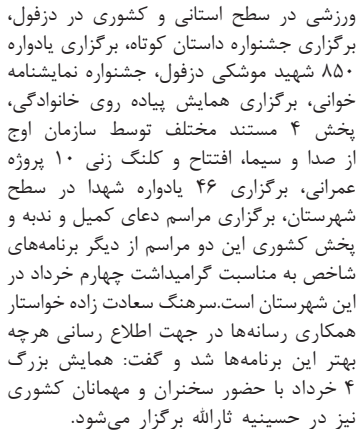 ورزشی در سطح استانی و کشوری در دزفول،
برگزاری جشنواره داستان کوتاه، برگزاری یادواره
۸۵۰ شهید موشکی دزفول، جشنواره نمایشنامه
خوانی، برگزاری همایش پیاده روی خانوادگی،
پخش ۴ مستند مختلف توسط سازمان اوج
از صدا و سیما، افتتاح و کلنگ زنی ۱۰ پروژه
عمرانی، برگزاری ۴۶ یادواره شهدا در سطح
شهرستان، برگزاری مراسم دعای کمیل و ندبه و
پخش کشوری این دو مراسم از دیگر برنامه‌های
شاخص به مناسبت گرامیداشت چهارم خرداد در
این شهرستان است.سرهنگ سعادت زاده خواستار
همکاری رسانه‌ها در جهت اطلاع رسانی هرچه
بهتر این برنامه‌ها شد و گفت: همایش بزرگ
۴ خرداد با حضور سخنران و مهمانان کشوری
نیز در حسینیه ثارالله برگزار می‌شود.